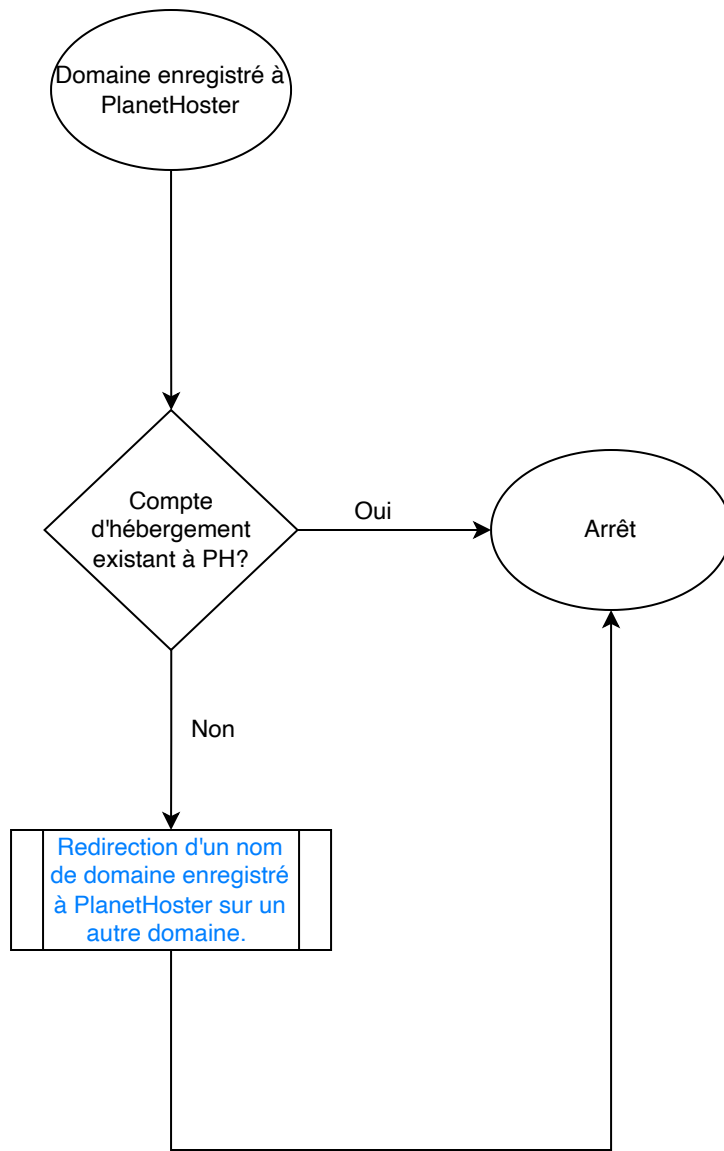 Domaine enregistré à
PlanetHoster
Compte
d'hébergement
existant à PH?
Oui
Arrêt
Non
Redirection d'un nom
de domaine enregistré
à PlanetHoster sur un
autre domaine.